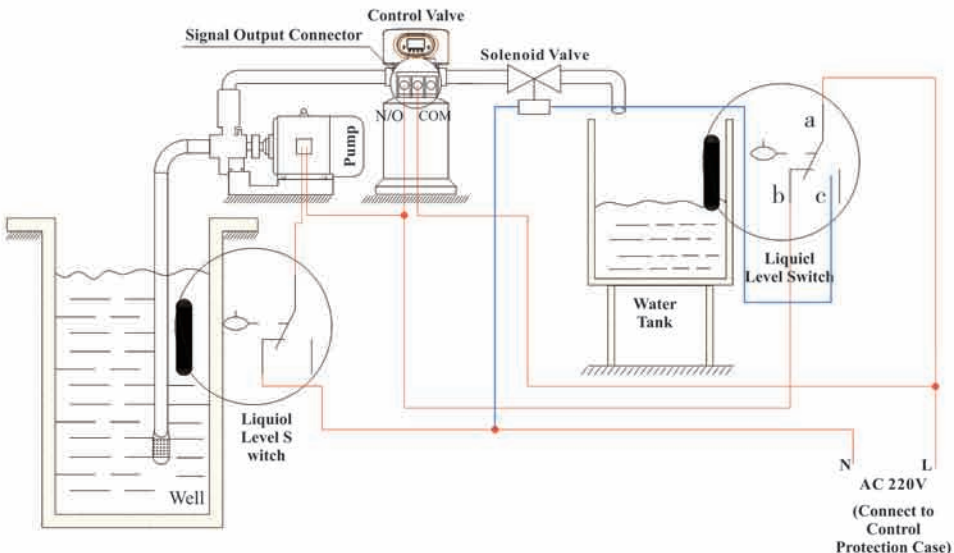 Control Valve
Signal Output Connector
Solenoid Valve
N/O
COM
a
Pump
b
c
Liquicl
Level Switch
Water
Tank
Liquiol
Level S
witch
Well
N
L
AC 220V
(Connect to
Control
Protection Case)